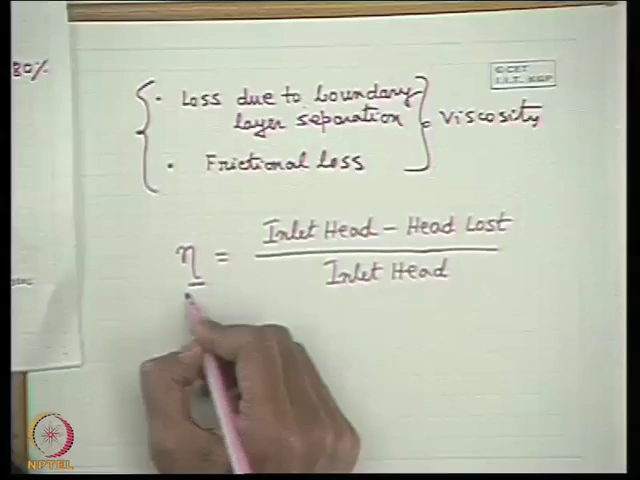 80%
©CET
I.I.T. KGP
· Loss due to boundary
layer separation
· Frictional loss
Viscosity
η = Inlet Head - Head Lost
Inlet Head
NPTEL